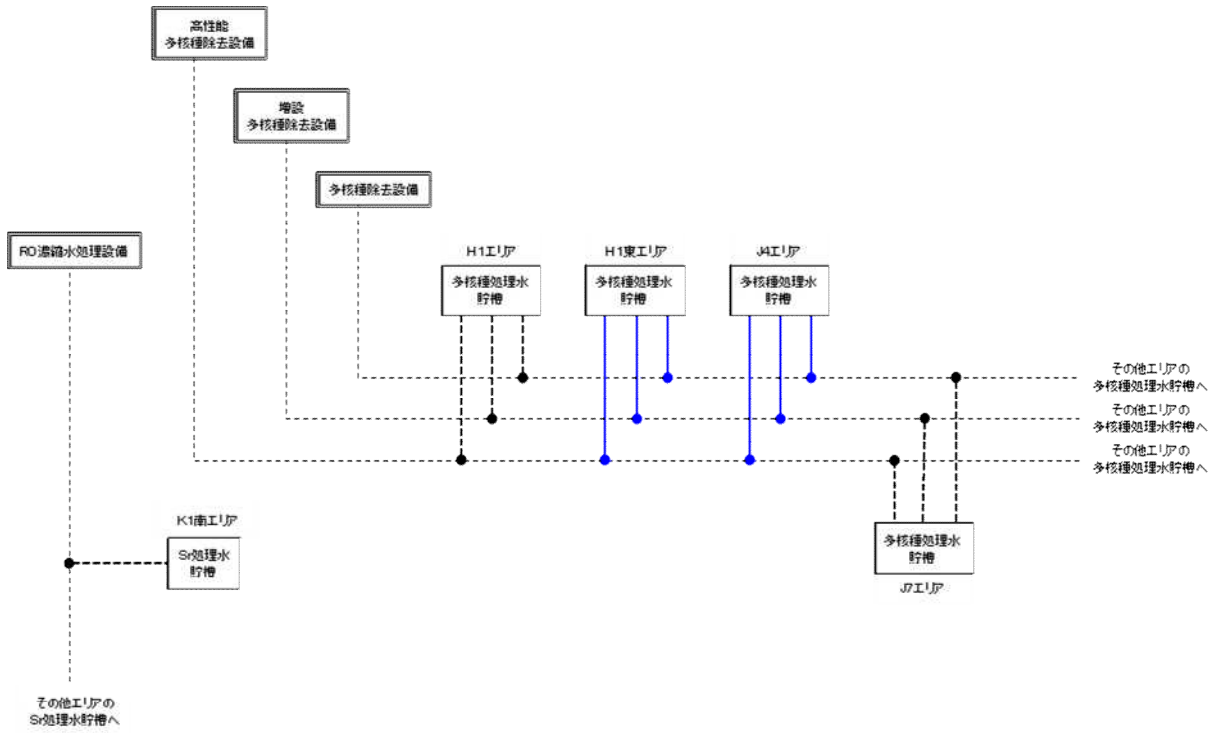 高性能
多核種除去設備
増設
多核種除去設備
多核種除去設備
RO濃縮水処理設備
H1エリア
多核種処理水
貯槽
H1東エリア
多核種処理水
貯槽
J4エリア
多核種処理水
貯槽
その他エリアの
多核種処理水貯槽へ
その他エリアの
多核種処理水貯槽へ
その他エリアの
多核種処理水貯槽へ
K1南エリア
Sr処理水
貯槽
多核種処理水
貯槽
J7エリア
その他エリアの
Sr処理水貯槽へ